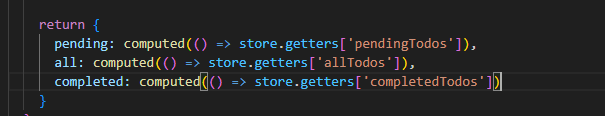 return {
pending: computed(() => store.getters['pendingTodos']),
all: computed(() => store.getters['allTodos']),
completed: computed(() => store.getters['completedTodos'])
}